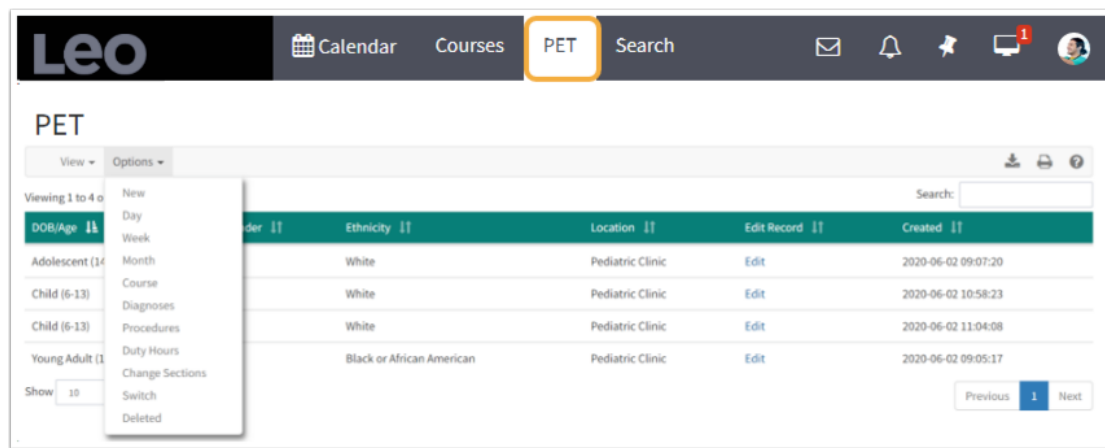 Leo Calendar Courses PET Search 1
PET
View Options
Viewing 1 to 4 o
Search:
New
Day
Week
Month
Course
Diagnoses
Procedures
Duty Hours
Change Sections
Switch
Deleted
DOB/Age der Ethnicity Location Edit Record Created
Adolescent (14 White Pediatric Clinic Edit 2020-06-02 09:07:20
Child (6-13) White Pediatric Clinic Edit 2020-06-02 10:58:23
Child (6-13) White Pediatric Clinic Edit 2020-06-02 11:04:08
Young Adult (1 Black or African American Pediatric Clinic Edit 2020-06-02 09:05:17
Show 10
Previous 1 Next